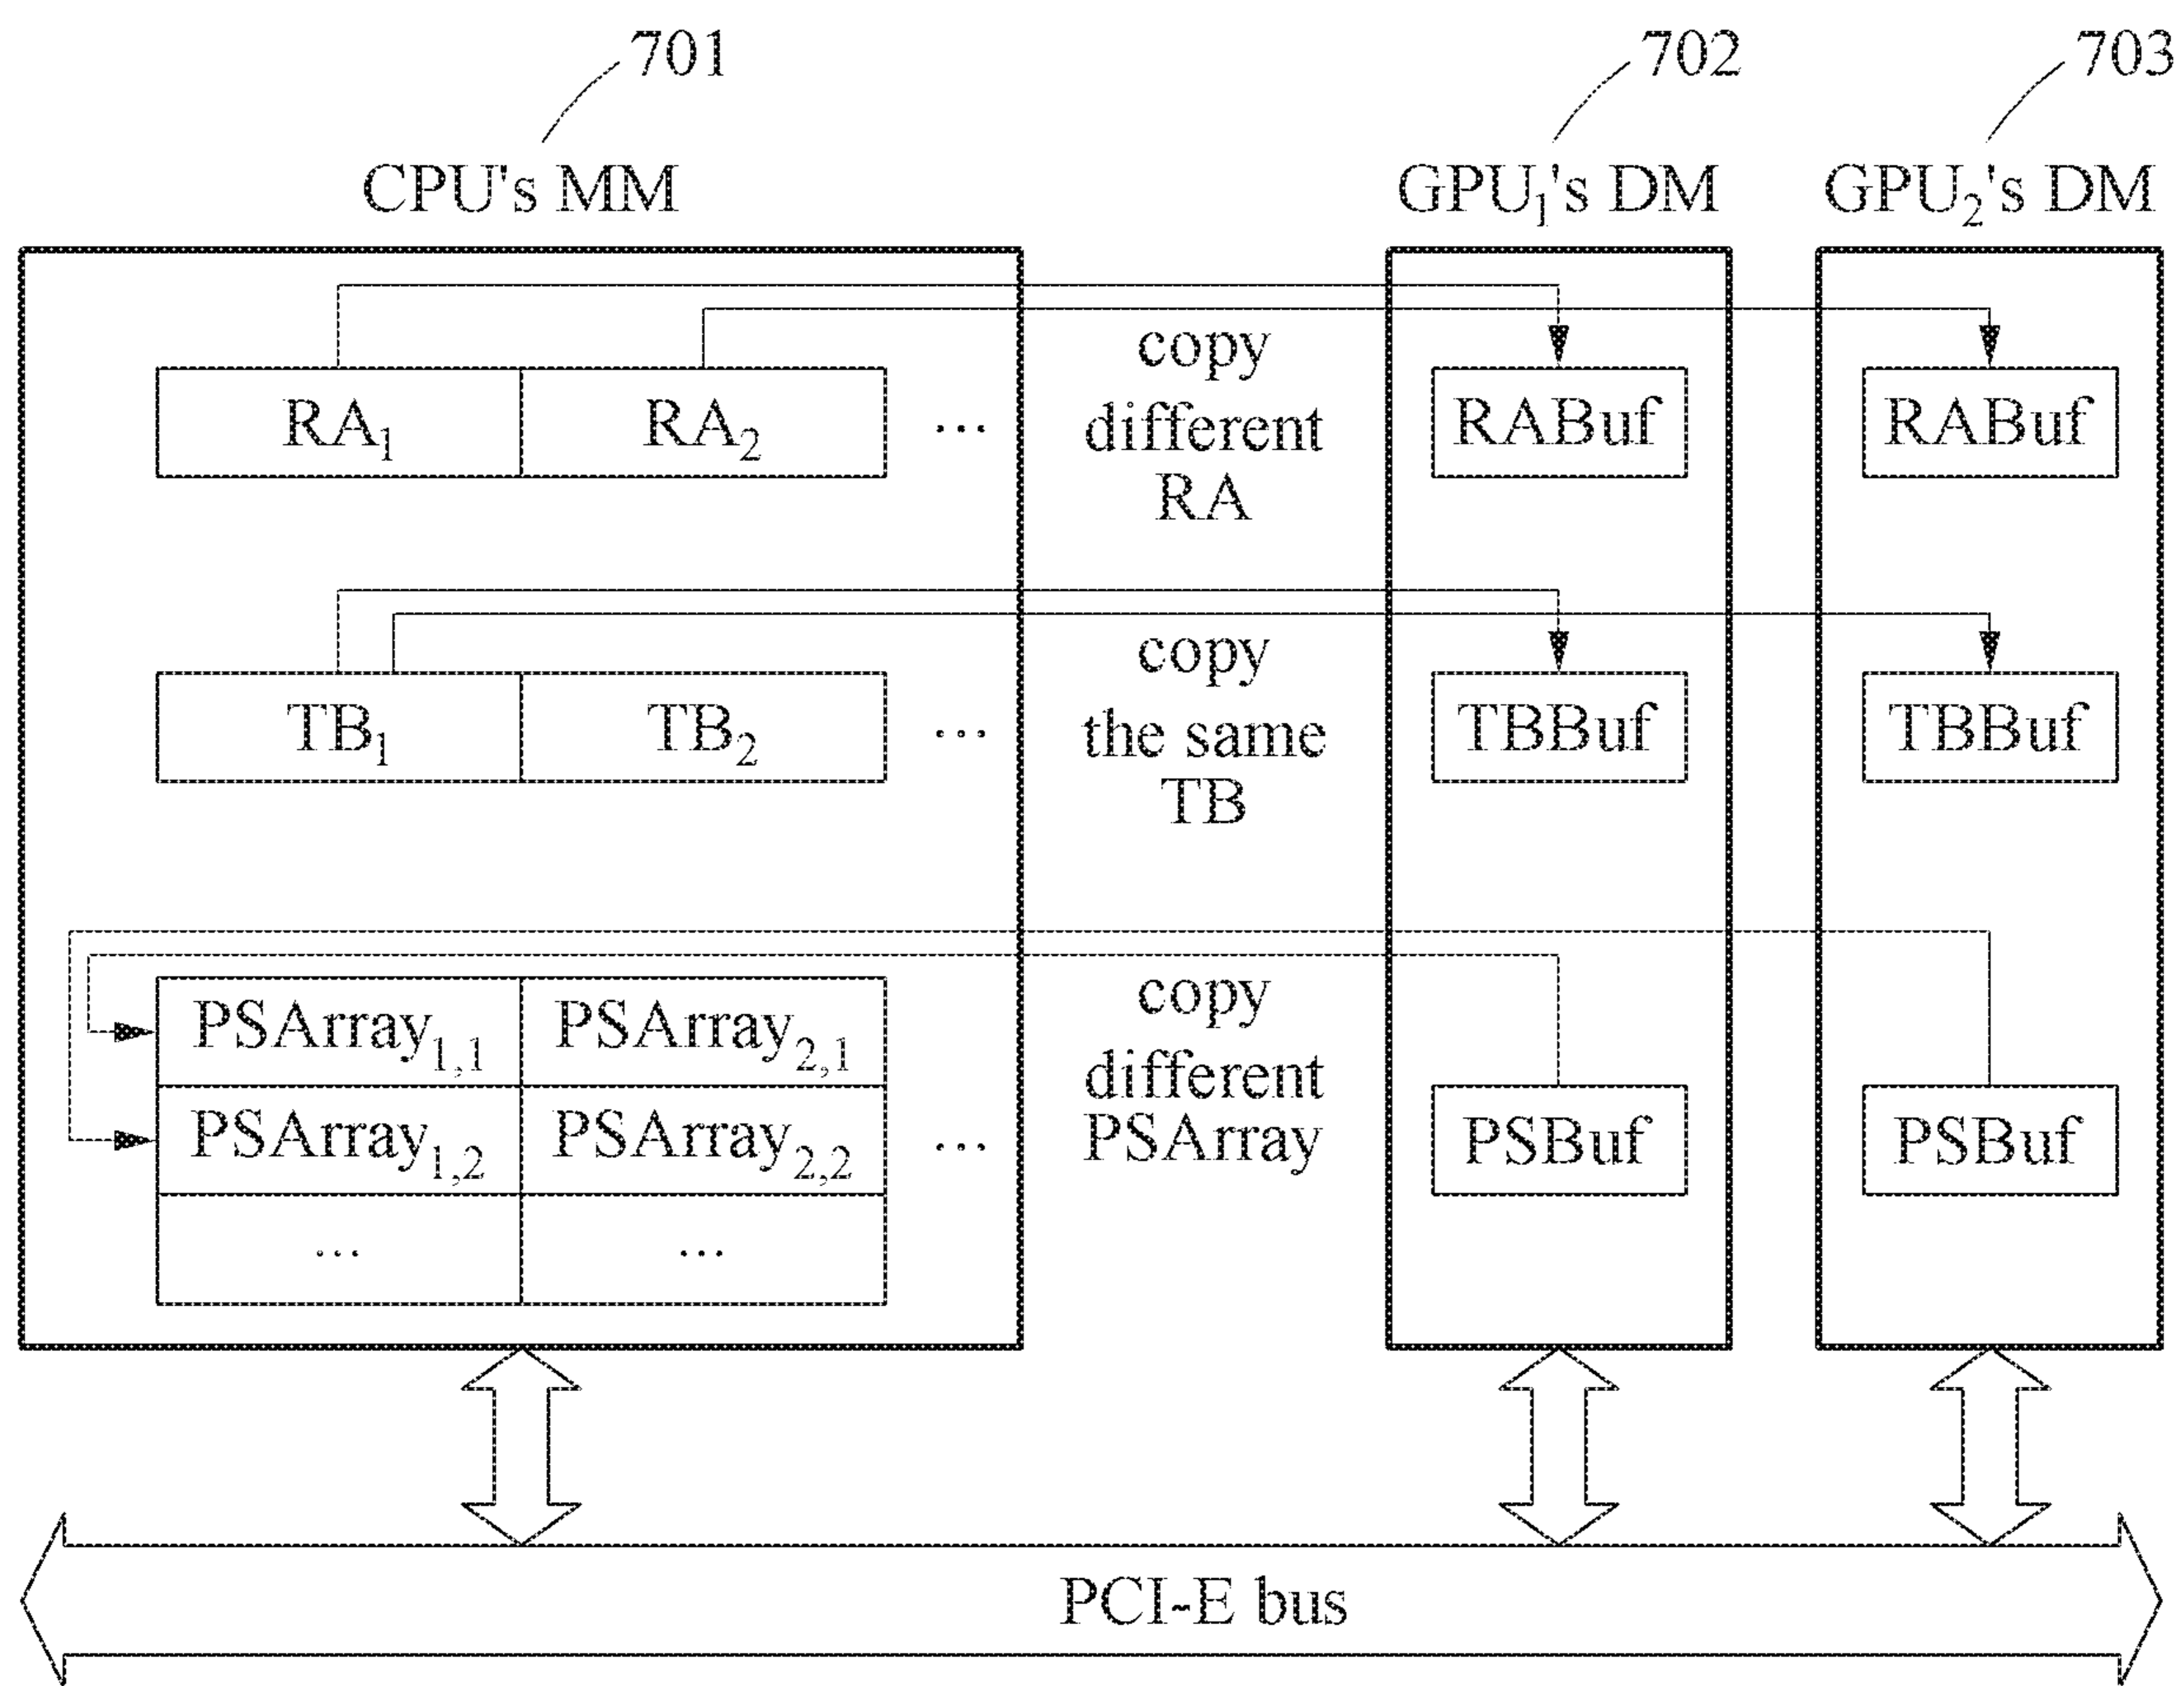 701
702
703
CPU's MM
GPU₁'s DM
GPU₂'s DM
RA₁
RA₂
...
copy
different
RA
RABuf
RABuf
TB₁
TB₂
...
copy
the same
TB
TBBuf
TBBuf
PSArray₁,₁
PSArray₂,₁
PSArray₁,₂
PSArray₂,₂
...
...
...
copy
different
PSArray
PSBuf
PSBuf
PCI-E bus